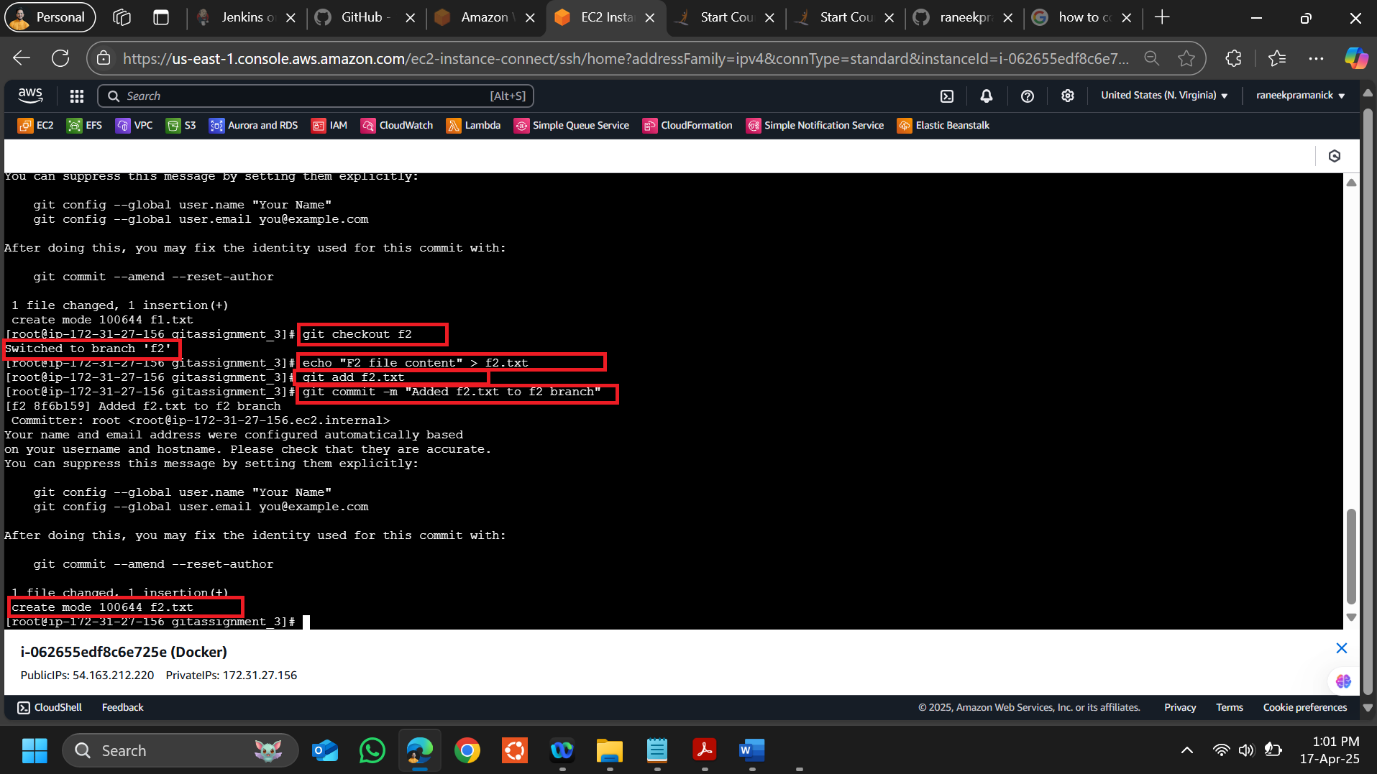 Personal
Jenkins o
GitHub -
Amazon
EC2 Insta
Start Cou
Start Cou
raneekpr
how to c
https://us-east-1.console.aws.amazon.com/ec2-instance-connect/ssh/home?addressFamily=ipv4&connType=standard&instanceId=i-062655edf8c6e7...
aws
Search
[Alt+S]
United States (N. Virginia)
raneekpramanick
EC2
EFS
VPC
S3
Aurora and RDS
IAM
CloudWatch
Lambda
Simple Queue Service
CloudFormation
Simple Notification Service
Elastic Beanstalk
You can suppress this message by setting them explicitly:
git config --global user.name "Your Name"
git config --global user.email you@example.com
After doing this, you may fix the identity used for this commit with:
git commit --amend --reset-author
1 file changed, 1 insertion(+)
create mode 100644 f1.txt
[root@ip-172-31-27-156 gitassignment_3]# git checkout f2
Switched to branch 'f2'
[root@ip-172-31-27-156 gitassignment_3]# echo "F2 file content" > f2.txt
[root@ip-172-31-27-156 gitassignment_3]# git add f2.txt
[root@ip-172-31-27-156 gitassignment_3]# git commit -m "Added f2.txt to f2 branch"
[f2 8f6b159] Added f2.txt to f2 branch
Committer: root <root@ip-172-31-27-156.ec2.internal>
Your name and email address were configured automatically based
on your username and hostname. Please check that they are accurate.
You can suppress this message by setting them explicitly:
git config --global user.name "Your Name"
git config --global user.email you@example.com
After doing this, you may fix the identity used for this commit with:
git commit --amend --reset-author
1 file changed, 1 insertion(+)
create mode 100644 f2.txt
[root@ip-172-31-27-156 gitassignment_3]#
i-062655edf8c6e725e (Docker)
PublicIPs: 54.163.212.220 PrivateIPs: 172.31.27.156
CloudShell
Feedback
© 2025, Amazon Web Services, Inc. or its affiliates.
Privacy
Terms
Cookie preferences
Search
1:01 PM
17-Apr-25